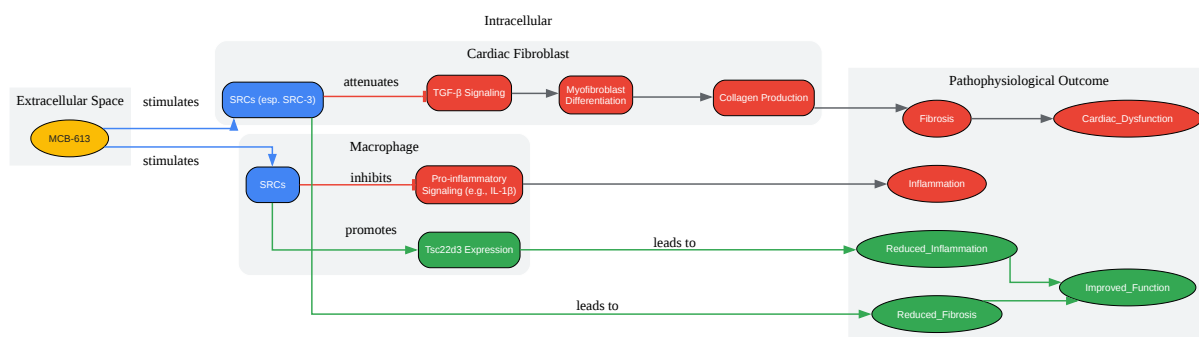 Intracellular
Cardiac Fibroblast
Pathophysiological Outcome
Extracellular Space
stimulates
attenuates
SRCs (esp. SRC-3)
TGF-β Signaling
Myofibroblast
Differentiation
Collagen Production
Fibrosis
Cardiac_Dysfunction
MCB-613
stimulates
Macrophage
SRCs
inhibits
Pro-inflammatory
Signaling (e.g., IL-1β)
Inflammation
promotes
Tsc22d3 Expression
leads to
Reduced_Inflammation
Improved_Function
leads to
Reduced_Fibrosis